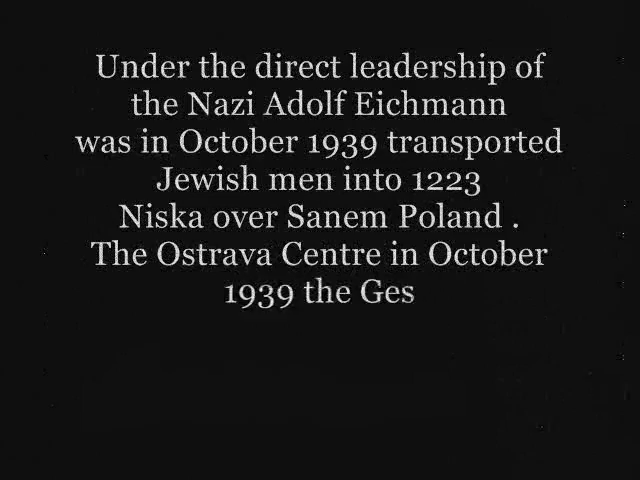 Under the direct leadership of
the Nazi Adolf Eichmann
was in October 1939 transported
Jewish men into 1223
Niska over Sanem Poland .
The Ostrava Centre in October
1939 the Ges